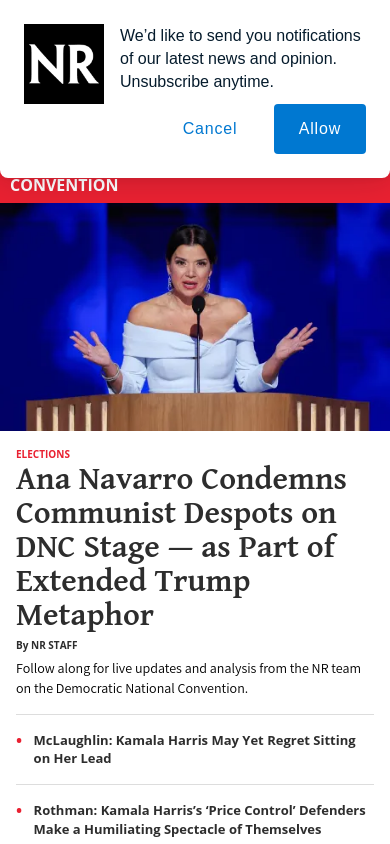 NR
We’d like to send you notifications
of our latest news and opinion.
Unsubscribe anytime.
Cancel
Allow
CONVENTION
ELECTIONS
Ana Navarro Condemns
Communist Despots on
DNC Stage — as Part of
Extended Trump
Metaphor
By NR STAFF
Follow along for live updates and analysis from the NR team
on the Democratic National Convention.
• McLaughlin: Kamala Harris May Yet Regret Sitting
on Her Lead
• Rothman: Kamala Harris’s ‘Price Control’ Defenders
Make a Humiliating Spectacle of Themselves